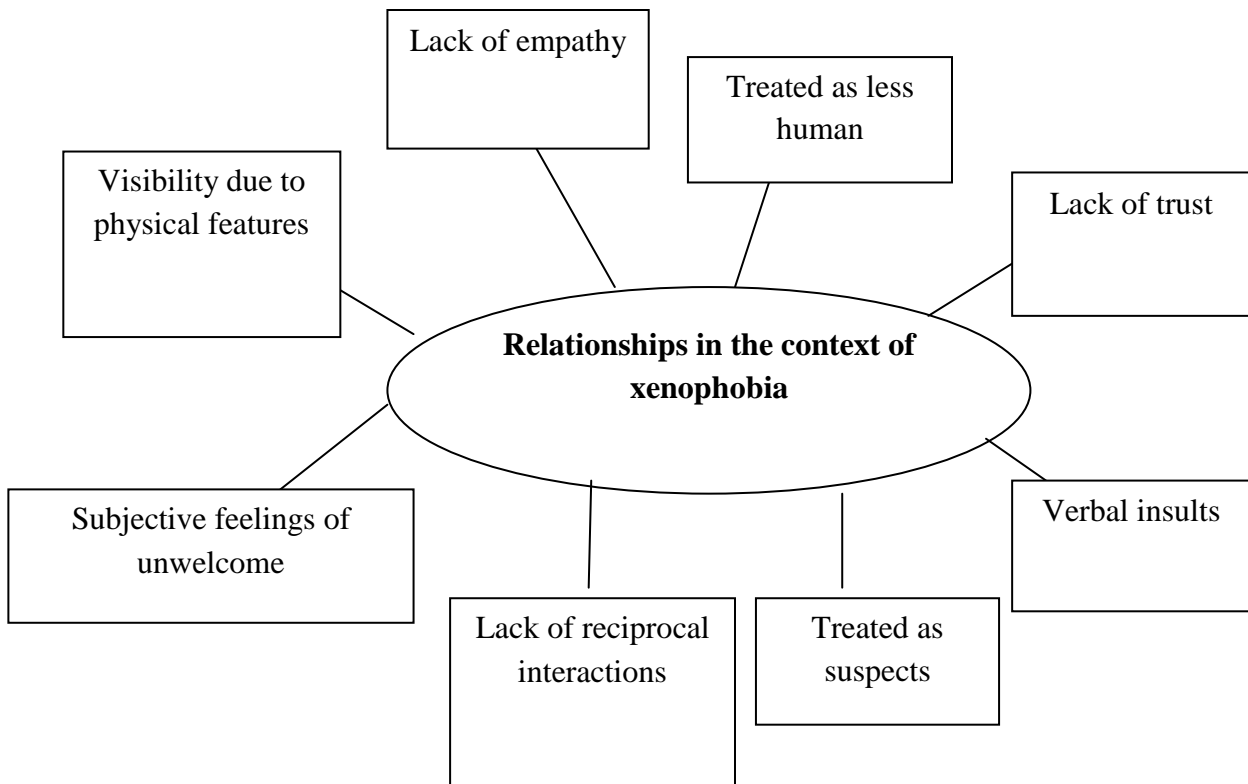 Lack of empathy
Treated as less
human
Visibility due to
physical features
Lack of trust
Relationships in the context of
xenophobia
Subjective feelings of
unwelcome
Verbal insults
Lack of reciprocal
interactions
Treated as
suspects